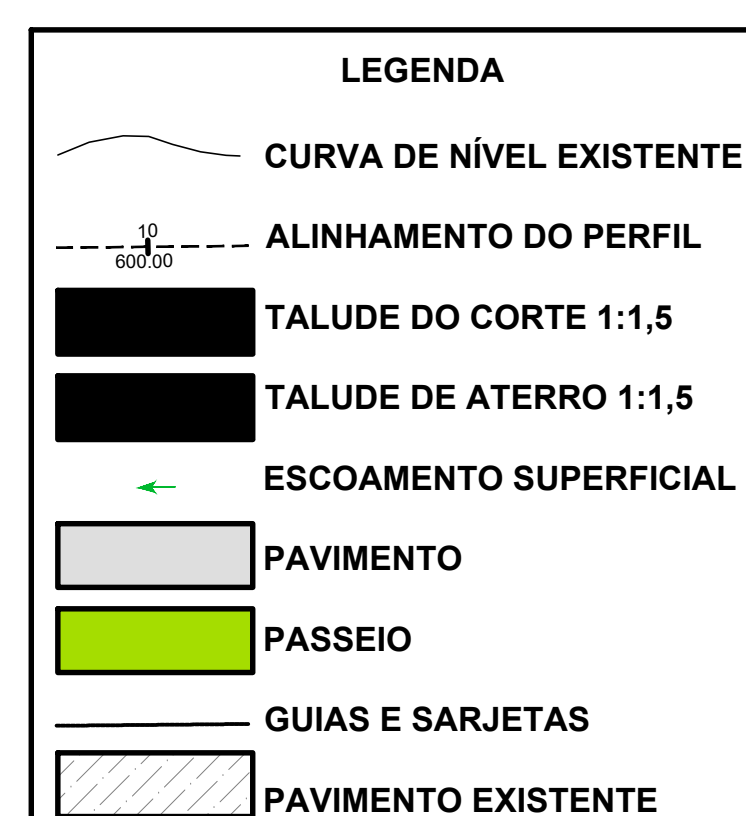 LEGENDA
CURVA DE NÍVEL EXISTENTE
10
600.00
ALINHAMENTO DO PERFIL
TALUDE DO CORTE 1:1,5
TALUDE DE ATERRO 1:1,5
ESCOAMENTO SUPERFICIAL
PAVIMENTO
PASSEIO
GUIAS E SARJETAS
PAVIMENTO EXISTENTE